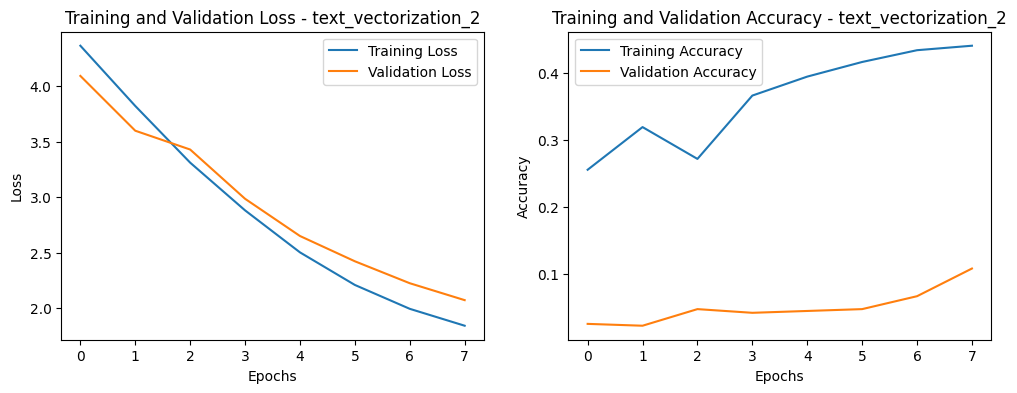 Training and Validation Loss - text_vectorization_2
Training Loss
Validation Loss
4.0
3.5
3.0
2.5
2.0
Loss
0 1 2 3 4 5 6 7
Epochs
Training and Validation Accuracy - text_vectorization_2
Training Accuracy
Validation Accuracy
0.4
0.3
0.2
0.1
Accuracy
0 1 2 3 4 5 6 7
Epochs